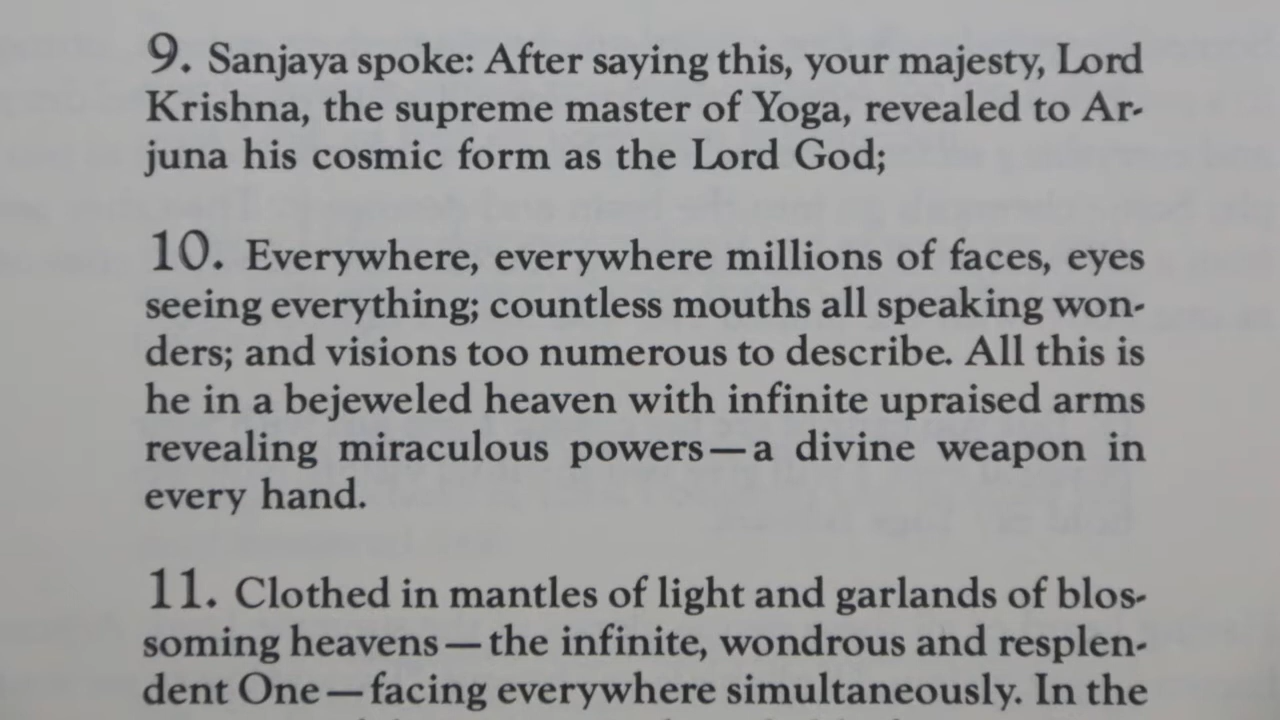 9. Sanjaya spoke: After saying this, your majesty, Lord
Krishna, the supreme master of Yoga, revealed to Ar-
juna his cosmic form as the Lord God;
10. Everywhere, everywhere millions of faces, eyes
seeing everything; countless mouths all speaking won-
ders; and visions too numerous to describe. All this is
he in a bejeweled heaven with infinite upraised arms
revealing miraculous powers—a divine weapon in
every hand.
11. Clothed in mantles of light and garlands of blos-
soming heavens—the infinite, wondrous and resplen-
dent One—facing everywhere simultaneously. In the